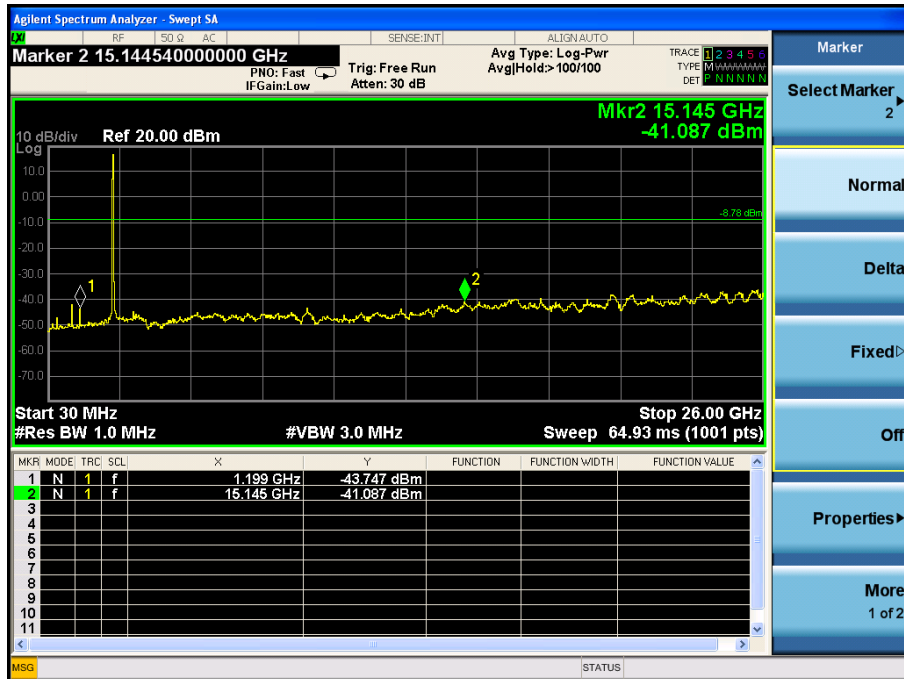 Agilent Spectrum Analyzer - Swept SA
LXI RF 50 Ω AC SENSE:INT ALIGN AUTO
Marker 2 15.144540000000 GHz
PNO: Fast
IFGain:Low
Trig: Free Run
Atten: 30 dB
Avg Type: Log-Pwr
Avg|Hold:>100/100
TRACE 1 2 3 4 5 6
TYPE MWWWWW
DET P N N N N N
Mkr2 15.145 GHz
-41.087 dBm
10 dB/div Ref 20.00 dBm
Log
10.0
0.00
-10.0
-20.0
-30.0
-40.0
-50.0
-60.0
-70.0
-8.78 dBm
1
2
Start 30 MHz
Stop 26.00 GHz
#Res BW 1.0 MHz
#VBW 3.0 MHz
Sweep 64.93 ms (1001 pts)
MKR MODE TRC SCL X Y FUNCTION FUNCTION WIDTH FUNCTION VALUE
1 N 1 f 1.199 GHz -43.747 dBm
2 N 1 f 15.145 GHz -41.087 dBm
3
4
5
6
7
8
9
10
11
MSG
STATUS
Marker
Select Marker
2
Normal
Delta
Fixed
Off
Properties
More
1 of 2